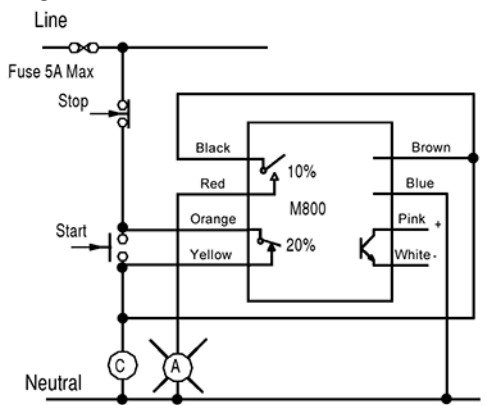 Line
Fuse 5A Max
Stop
Black
Brown
10%
Red
Blue
M800
Orange
Pink +
Start
20%
Yellow
White -
C
A
Neutral